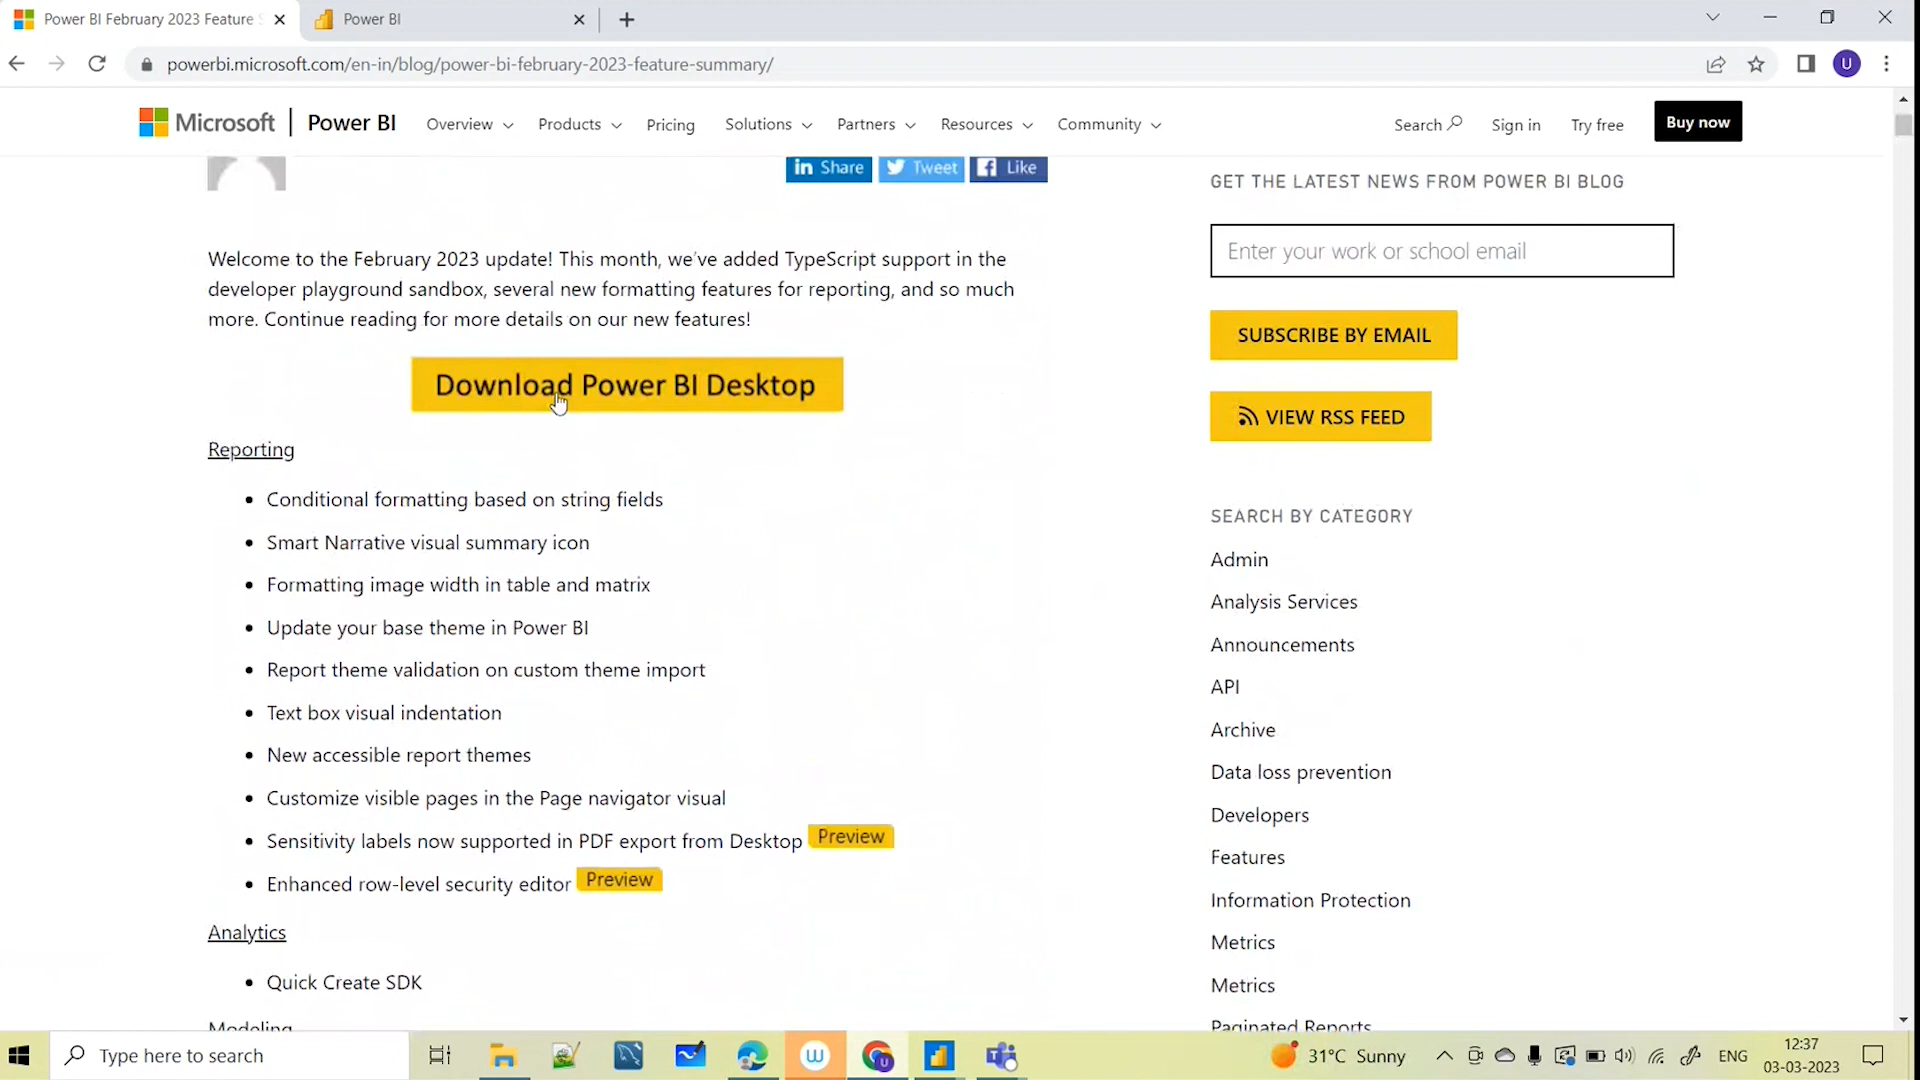 Power BI February 2023 Feature S
Power BI
powerbi.microsoft.com/en-in/blog/power-bi-february-2023-feature-summary/
U
Microsoft
Power BI
Overview
Products
Pricing
Solutions
Partners
Resources
Community
Search
Sign in
Try free
Buy now
in Share
Tweet
Like
Welcome to the February 2023 update! This month, we've added TypeScript support in the
developer playground sandbox, several new formatting features for reporting, and so much
more. Continue reading for more details on our new features!
Download Power BI Desktop
Reporting
Conditional formatting based on string fields
Smart Narrative visual summary icon
Formatting image width in table and matrix
Update your base theme in Power BI
Report theme validation on custom theme import
Text box visual indentation
New accessible report themes
Customize visible pages in the Page navigator visual
Sensitivity labels now supported in PDF export from Desktop Preview
Enhanced row-level security editor Preview
Analytics
Quick Create SDK
Modeling
GET THE LATEST NEWS FROM POWER BI BLOG
Enter your work or school email
SUBSCRIBE BY EMAIL
VIEW RSS FEED
SEARCH BY CATEGORY
Admin
Analysis Services
Announcements
API
Archive
Data loss prevention
Developers
Features
Information Protection
Metrics
Metrics
Paginated Reports
Type here to search
31°C Sunny
ENG
12:37
03-03-2023